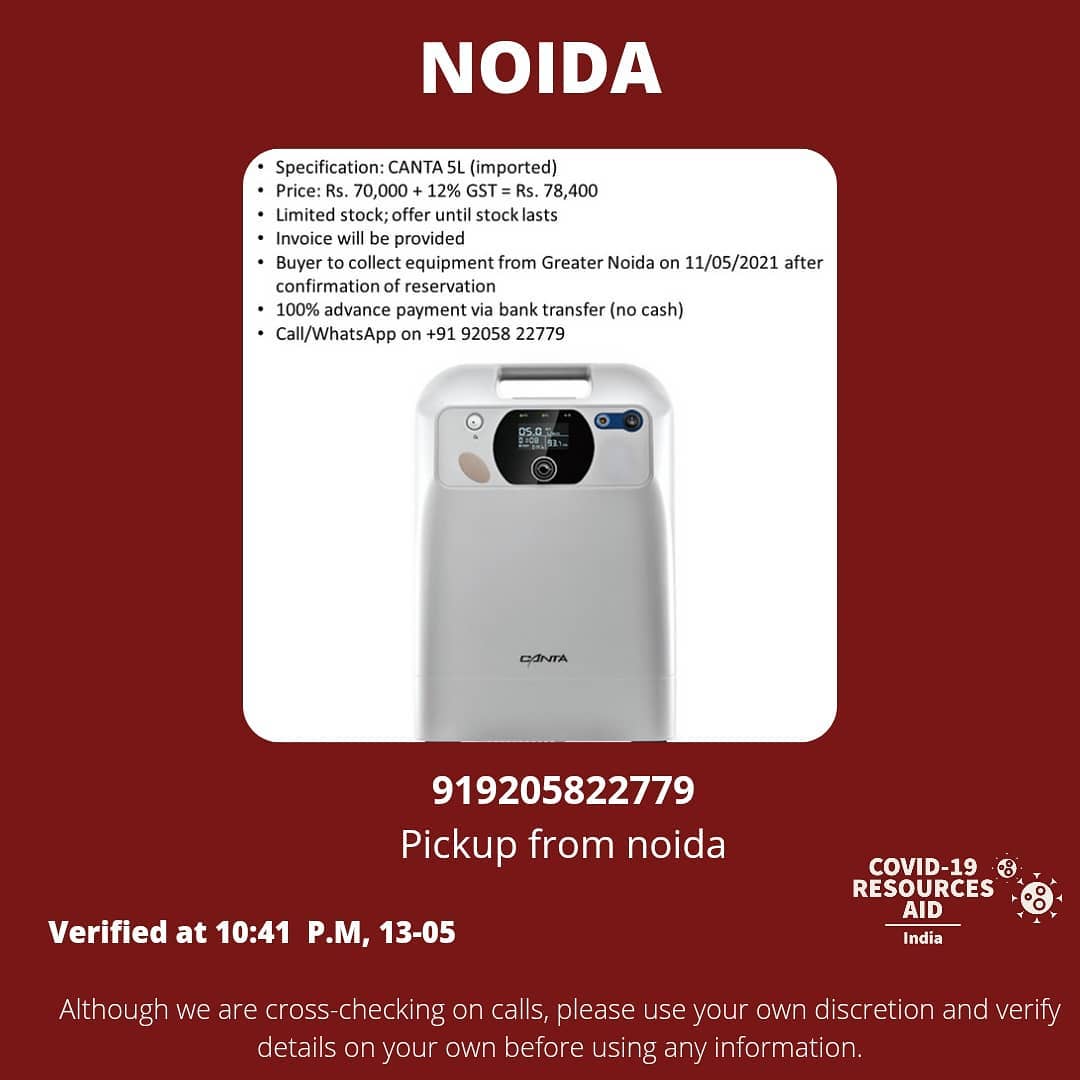 NOIDA
• Specification: CANTA 5L (imported)
• Price: Rs. 70,000 + 12% GST = Rs. 78,400
• Limited stock; offer until stock lasts
• Invoice will be provided
• Buyer to collect equipment from Greater Noida on 11/05/2021 after
confirmation of reservation
• 100% advance payment via bank transfer (no cash)
• Call/WhatsApp on +91 92058 22779
05.0
CANTA
919205822779
Pickup from noida
COVID-19
RESOURCES
AID
India
Verified at 10:41 P.M, 13-05
Although we are cross-checking on calls, please use your own discretion and verify
details on your own before using any information.